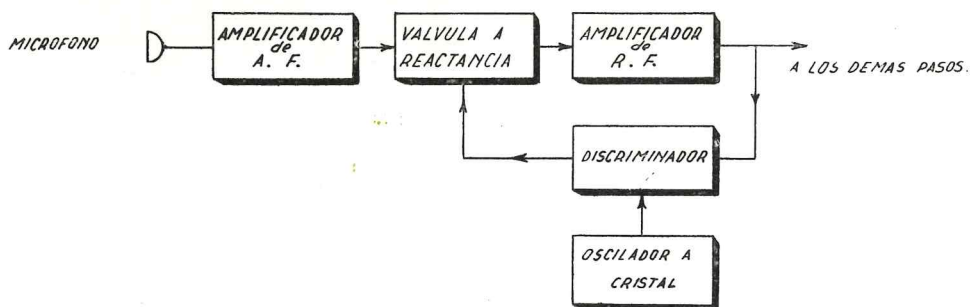 MICROFONO
AMPLIFICADOR
de
A. F.
VALVULA A
REACTANCIA
AMPLIFICADOR
de
R. F.
A LOS DEMAS PASOS.
DISCRIMINADOR
OSCILADOR A
CRISTAL